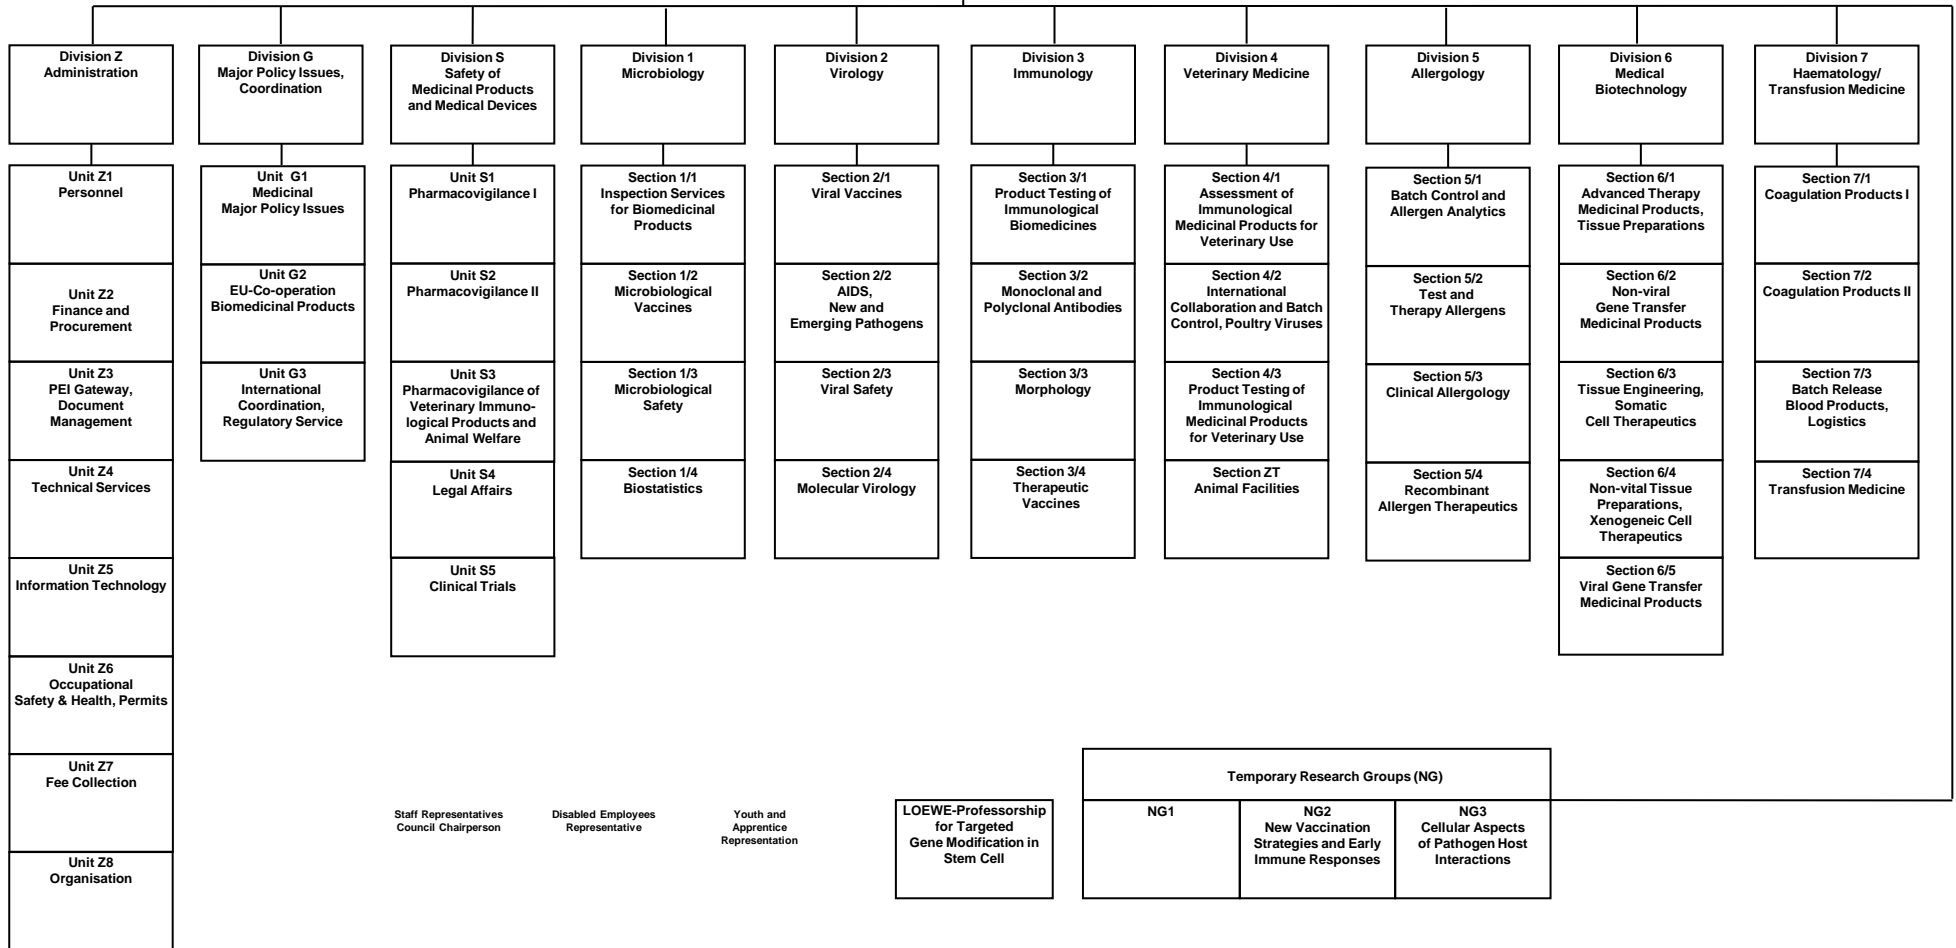 Division Z
Administration
Division G
Major Policy Issues,
Coordination
Division S
Safety of
Medicinal Products
and Medical Devices
Division 1
Microbiology
Division 2
Virology
Division 3
Immunology
Division 4
Veterinary Medicine
Division 5
Allergology
Division 6
Medical
Biotechnology
Division 7
Haematology/
Transfusion Medicine
Unit Z1
Personnel
Unit G1
Medicinal
Major Policy Issues
Unit S1
Pharmacovigilance I
Section 1/1
Inspection Services
for Biomedicinal
Products
Section 2/1
Viral Vaccines
Section 3/1
Product Testing of
Immunological
Biomedicines
Section 4/1
Assessment of
Immunological
Medicinal Products for
Veterinary Use
Section 5/1
Batch Control and
Allergen Analytics
Section 6/1
Advanced Therapy
Medicinal Products,
Tissue Preparations
Section 7/1
Coagulation Products I
Unit Z2
Finance and
Procurement
Unit G2
EU-Co-operation
Biomedicinal Products
Unit S2
Pharmacovigilance II
Section 1/2
Microbiological
Vaccines
Section 2/2
AIDS,
New and
Emerging Pathogens
Section 3/2
Monoclonal and
Polyclonal Antibodies
Section 4/2
International
Collaboration and Batch
Control, Poultry Viruses
Section 5/2
Test and
Therapy Allergens
Section 6/2
Non-viral
Gene Transfer
Medicinal Products
Section 7/2
Coagulation Products II
Unit Z3
PEI Gateway,
Document
Management
Unit G3
International
Coordination,
Regulatory Service
Unit S3
Pharmacovigilance of
Veterinary Immuno-
logical Products and
Animal Welfare
Section 1/3
Microbiological
Safety
Section 2/3
Viral Safety
Section 3/3
Morphology
Section 4/3
Product Testing of
Immunological
Medicinal Products
for Veterinary Use
Section 5/3
Clinical Allergology
Section 6/3
Tissue Engineering,
Somatic
Cell Therapeutics
Section 7/3
Batch Release
Blood Products,
Logistics
Unit Z4
Technical Services
Unit S4
Legal Affairs
Section 1/4
Biostatistics
Section 2/4
Molecular Virology
Section 3/4
Therapeutic
Vaccines
Section ZT
Animal Facilities
Section 5/4
Recombinant
Allergen Therapeutics
Section 6/4
Non-vital Tissue
Preparations,
Xenogeneic Cell
Therapeutics
Section 7/4
Transfusion Medicine
Unit Z5
Information Technology
Unit S5
Clinical Trials
Section 6/5
Viral Gene Transfer
Medicinal Products
Unit Z6
Occupational
Safety & Health, Permits
Unit Z7
Fee Collection
Unit Z8
Organisation
Staff Representatives
Council Chairperson
Disabled Employees
Representative
Youth and
Apprentice
Representation
LOEWE-Professorship
for Targeted
Gene Modification in
Stem Cell
Temporary Research Groups (NG)
NG1
NG2
New Vaccination
Strategies and Early
Immune Responses
NG3
Cellular Aspects
of Pathogen Host
Interactions